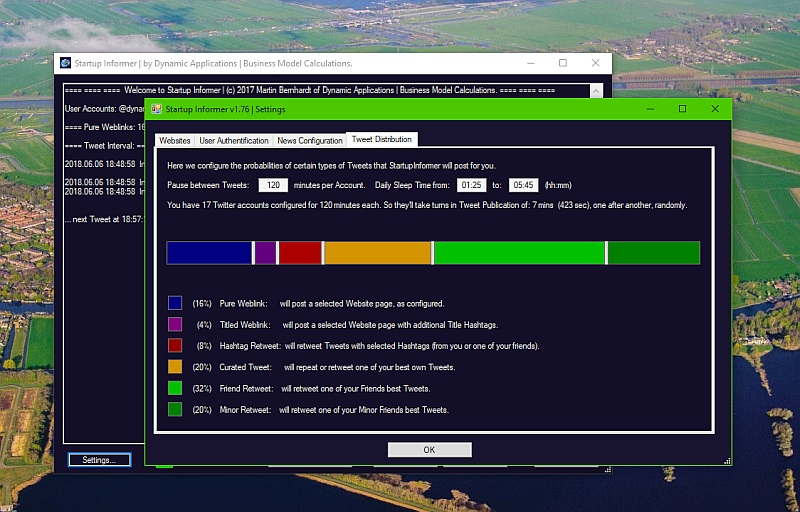 Startup Informer | by Dynamic Applications | Business Model Calculations.
==== ==== ==== Welcome to Startup Informer | (c) 2017 Martin Bernhardt of Dynamic Applications | Business Model Calculations. ==== ==== ====
User Accounts: @dyna
==== Pure Weblinks: 16
==== Tweet Interval: ==
2018.06.06 18:48:58 In
2018.06.06 18:48:58 In
2018.06.06 18:48:58 In
... next Tweet at 18:57:
Settings...
Startup Informer v1.76 | Settings
Websites User Authentification News Configuration Tweet Distribution
Here we configure the probabilities of certain types of Tweets that StartupInformer will post for you.
Pause between Tweets: 120 minutes per Account. Daily Sleep Time from: 01:25 to: 05:45 (hh:mm)
You have 17 Twitter accounts configured for 120 minutes each. So they'll take turns in Tweet Publication of: 7 mins (423 sec), one after another, randomly.
(16%) Pure Weblink: will post a selected Website page, as configured.
(4%) Titled Weblink: will post a selected Website page with additional Title Hashtags.
(8%) Hashtag Retweet: will retweet Tweets with selected Hashtags (from you or one of your friends).
(20%) Curated Tweet: will repeat or retweet one of your best own Tweets.
(32%) Friend Retweet: will retweet one of your Friends best Tweets.
(20%) Minor Retweet: will retweet one of your Minor Friends best Tweets.
OK